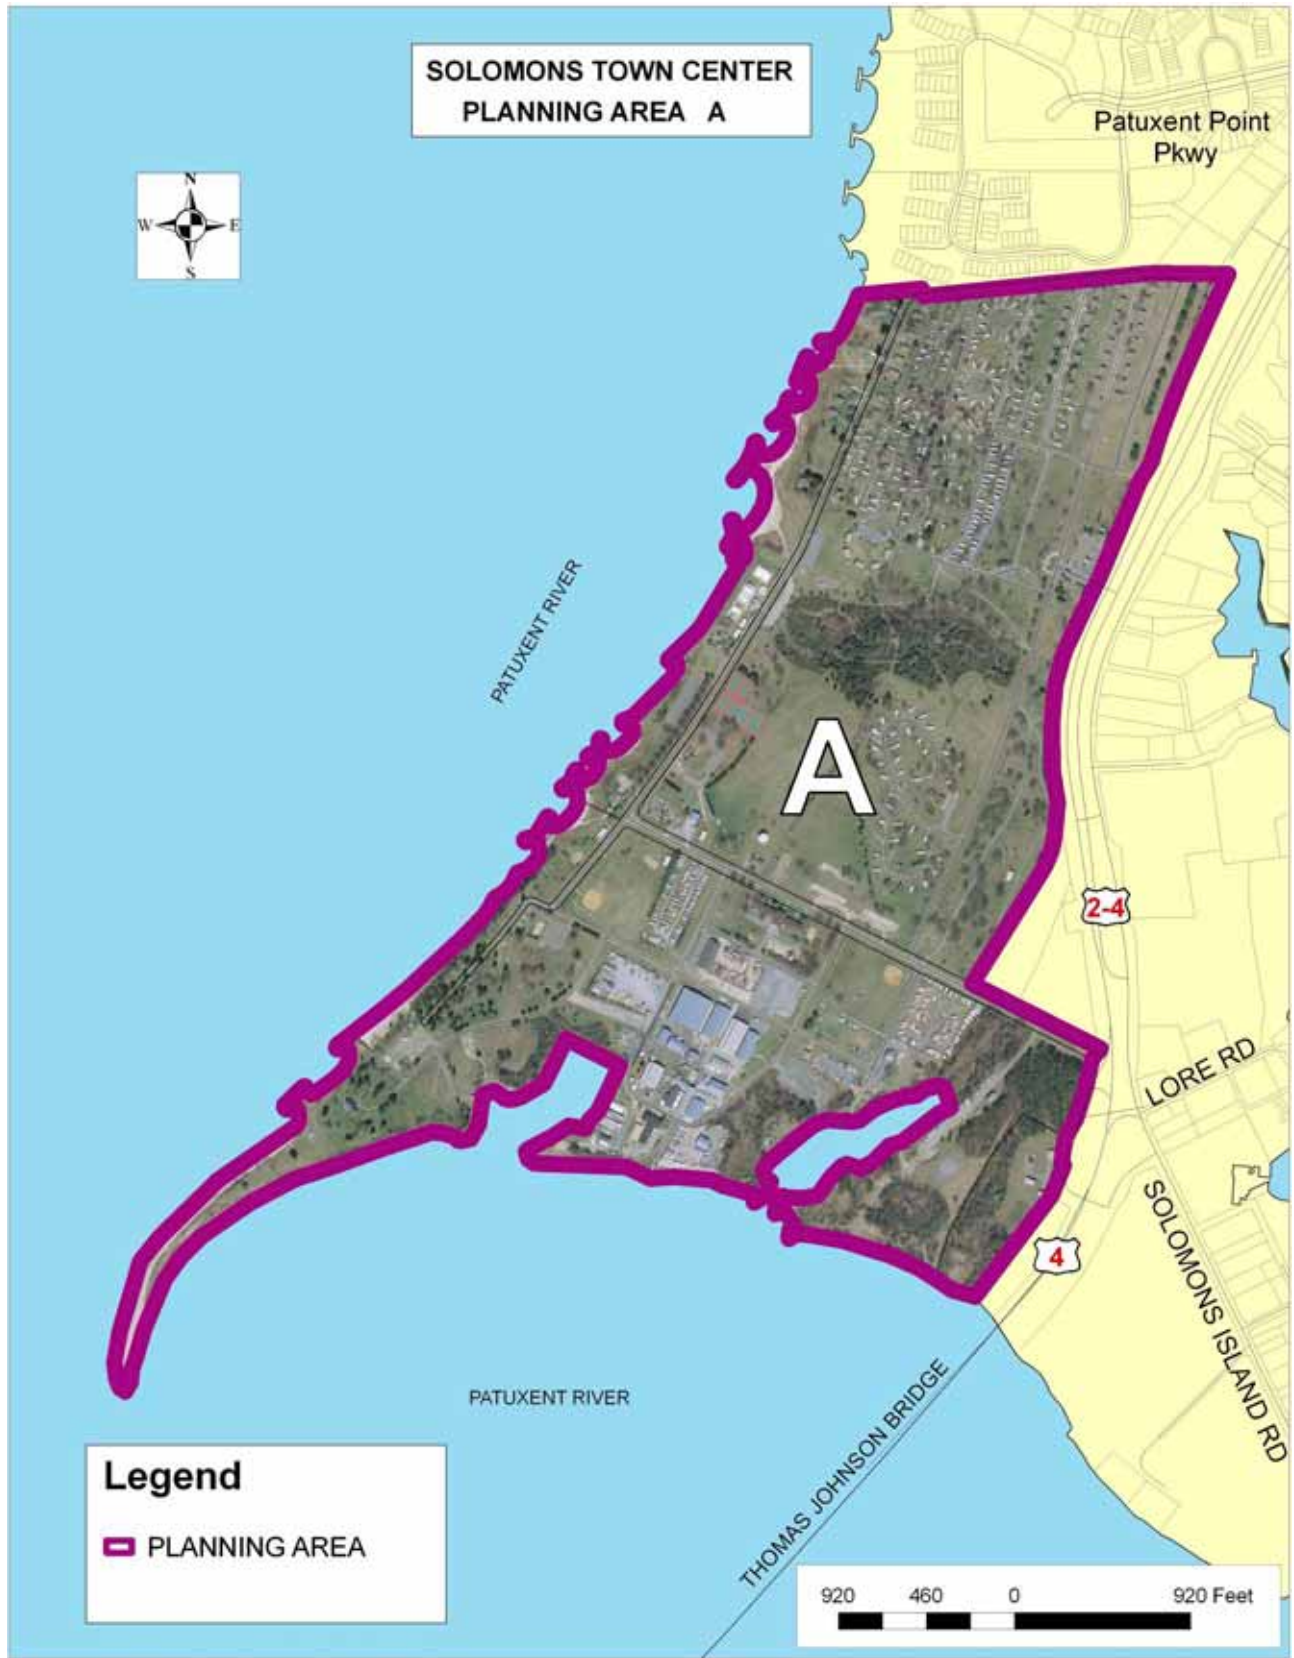 SOLOMONS TOWN CENTER
PLANNING AREA A
Patuxent Point
Pkwy
N
W E
S
PATUXENT RIVER
A
2-4
LORE RD
SOLOMONS ISLAND RD
4
THOMAS JOHNSON BRIDGE
PATUXENT RIVER
Legend
PLANNING AREA
920 460 0 920 Feet